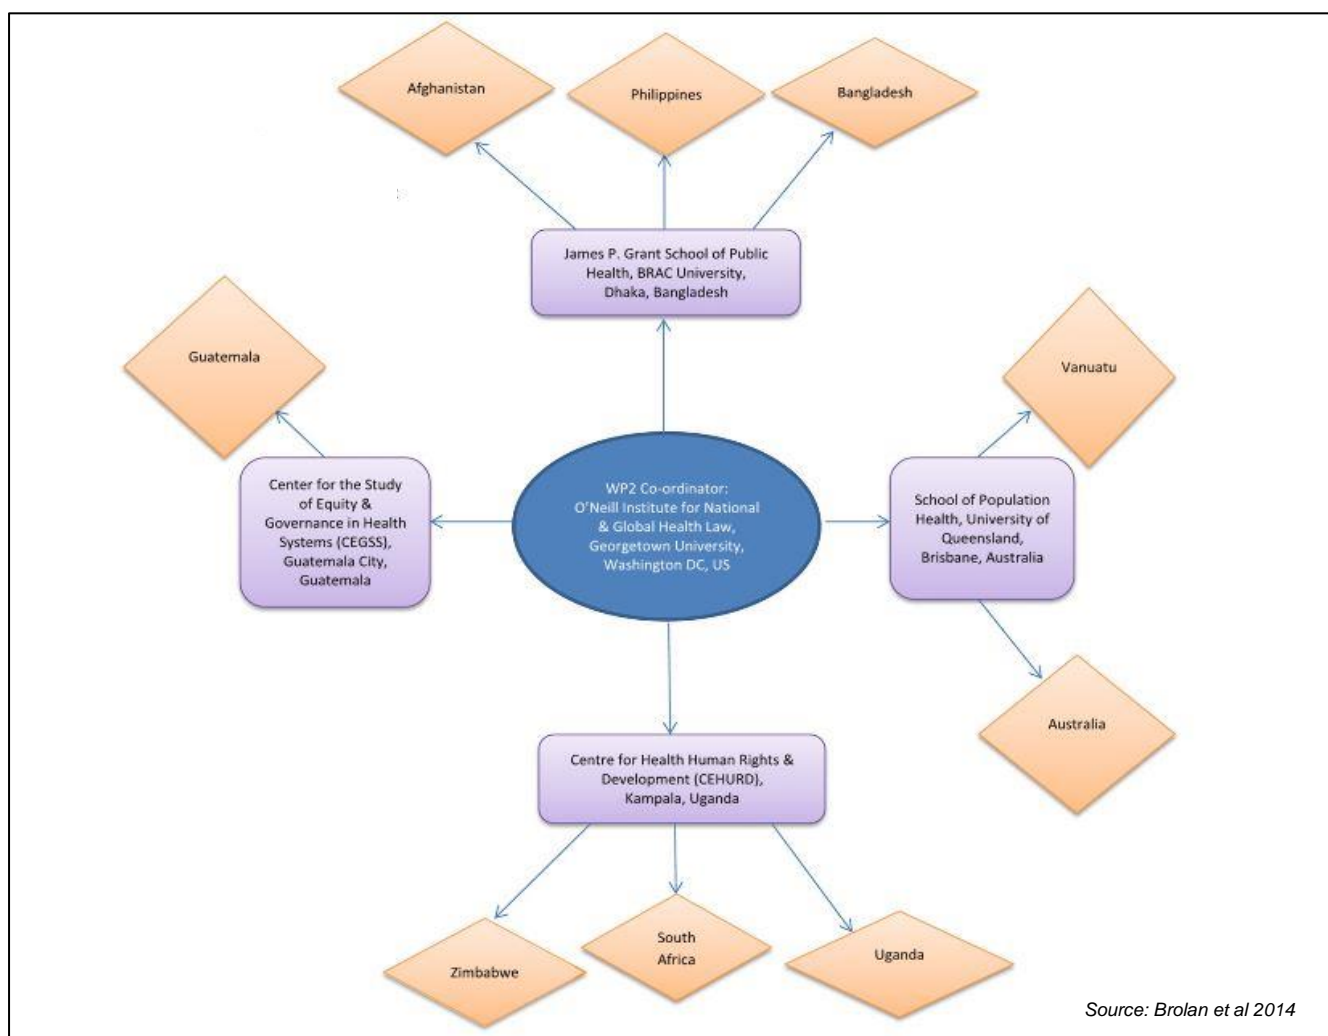 Afghanistan
Philippines
Bangladesh
James P. Grant School of Public
Health, BRAC University,
Dhaka, Bangladesh
Guatemala
Vanuatu
Center for the Study
of Equity &
Governance in Health
Systems (CEGSS),
Guatemala City,
Guatemala
WP2 Co-ordinator:
O'Neill Institute for National
& Global Health Law,
Georgetown University,
Washington DC, US
School of Population
Health, University of
Queensland,
Brisbane, Australia
Australia
Centre for Health Human Rights &
Development (CEHURD),
Kampala, Uganda
Zimbabwe
South
Africa
Uganda
Source: Brolan et al 2014